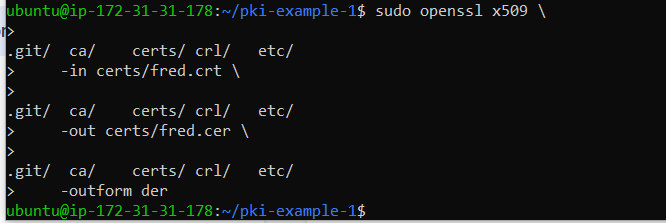 ubuntu@ip-172-31-31-178:~/pki-example-1$ sudo openssl x509 \
>
.git/  ca/    certs/ crl/   etc/
>     -in certs/fred.crt \
>
.git/  ca/    certs/ crl/   etc/
>     -out certs/fred.cer \
>
.git/  ca/    certs/ crl/   etc/
>     -outform der
ubuntu@ip-172-31-31-178:~/pki-example-1$